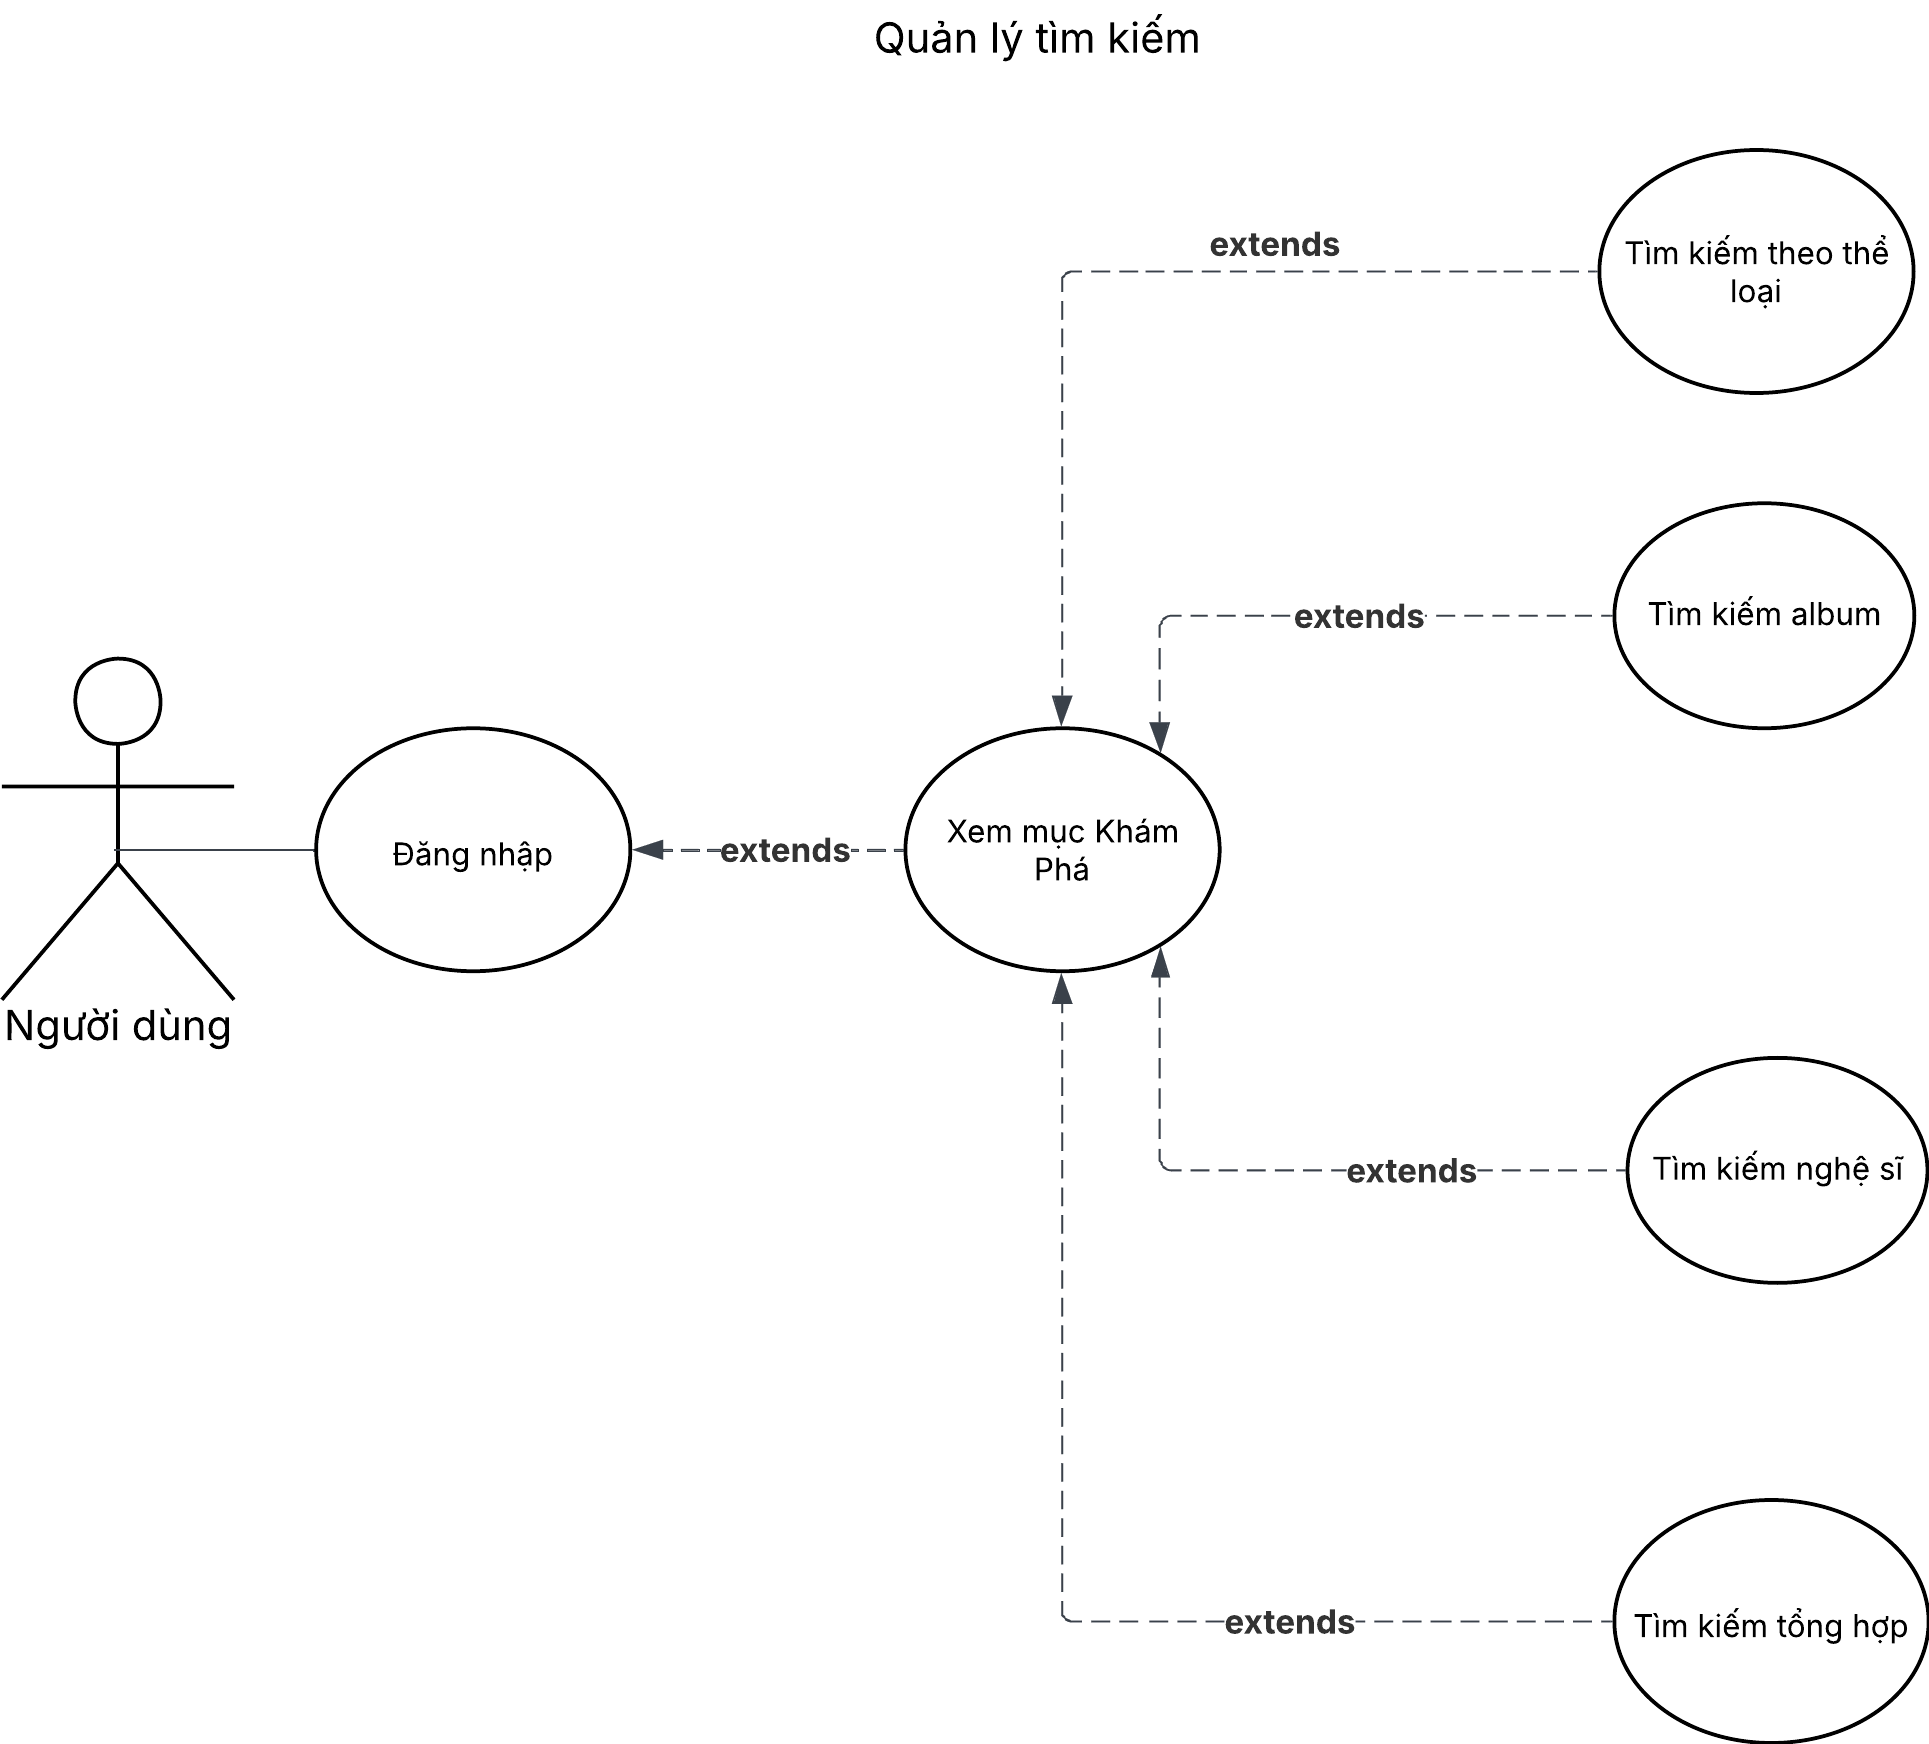 Quản lý tìm kiếm
extends
Tìm kiếm theo thể
loại
extends
Tìm kiếm album
Đăng nhập
extends
Xem mục Khám
Phá
Người dùng
extends
Tìm kiếm nghệ sĩ
extends
Tìm kiếm tổng hợp